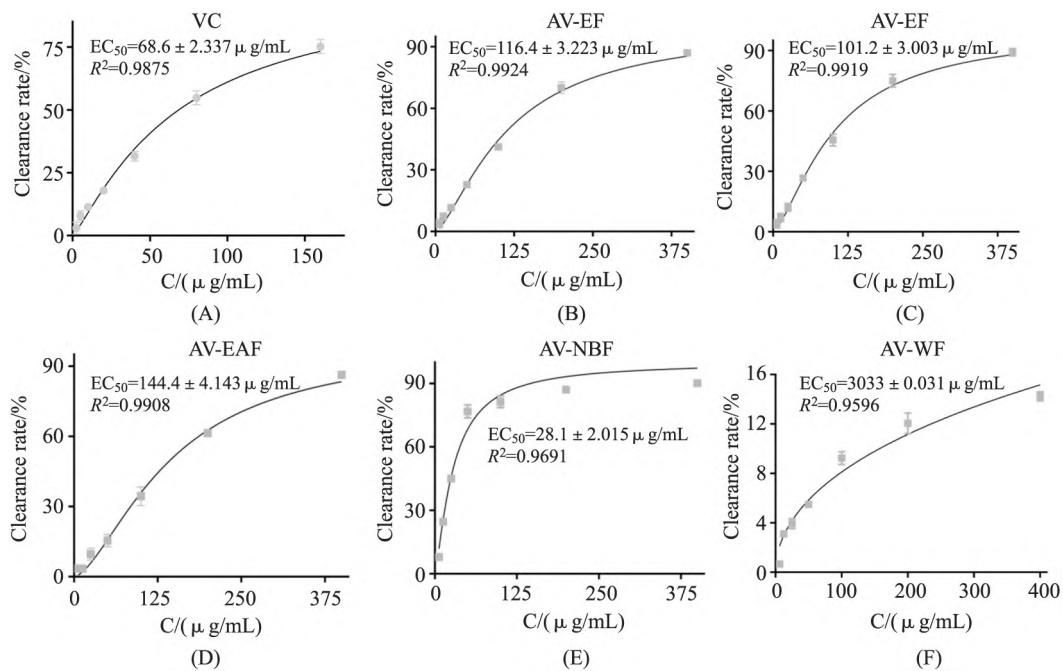 VC
EC50=68.6 ± 2.337 μ g/mL
R2=0.9875
Clearance rate/%
75
50
25
0
0
50
100
150
C/( μ g/mL)
(A)
AV-EF
EC50=116.4 ± 3.223 μ g/mL
R2=0.9924
Clearance rate/%
90
60
30
0
0
125
250
375
C/( μ g/mL)
(B)
AV-EF
EC50=101.2 ± 3.003 μ g/mL
R2=0.9919
Clearance rate/%
90
60
30
0
0
125
250
375
C/( μ g/mL)
(C)
AV-EAF
EC50=144.4 ± 4.143 μ g/mL
R2=0.9908
Clearance rate/%
90
60
30
0
0
125
250
375
C/( μ g/mL)
(D)
AV-NBF
EC50=28.1 ± 2.015 μ g/mL
R2=0.9691
Clearance rate/%
90
60
30
0
0
125
250
375
C/( μ g/mL)
(E)
AV-WF
EC50=3033 ± 0.031 μ g/mL
R2=0.9596
Clearance rate/%
16
12
8
4
0
0
100
200
300
400
C/( μ g/mL)
(F)